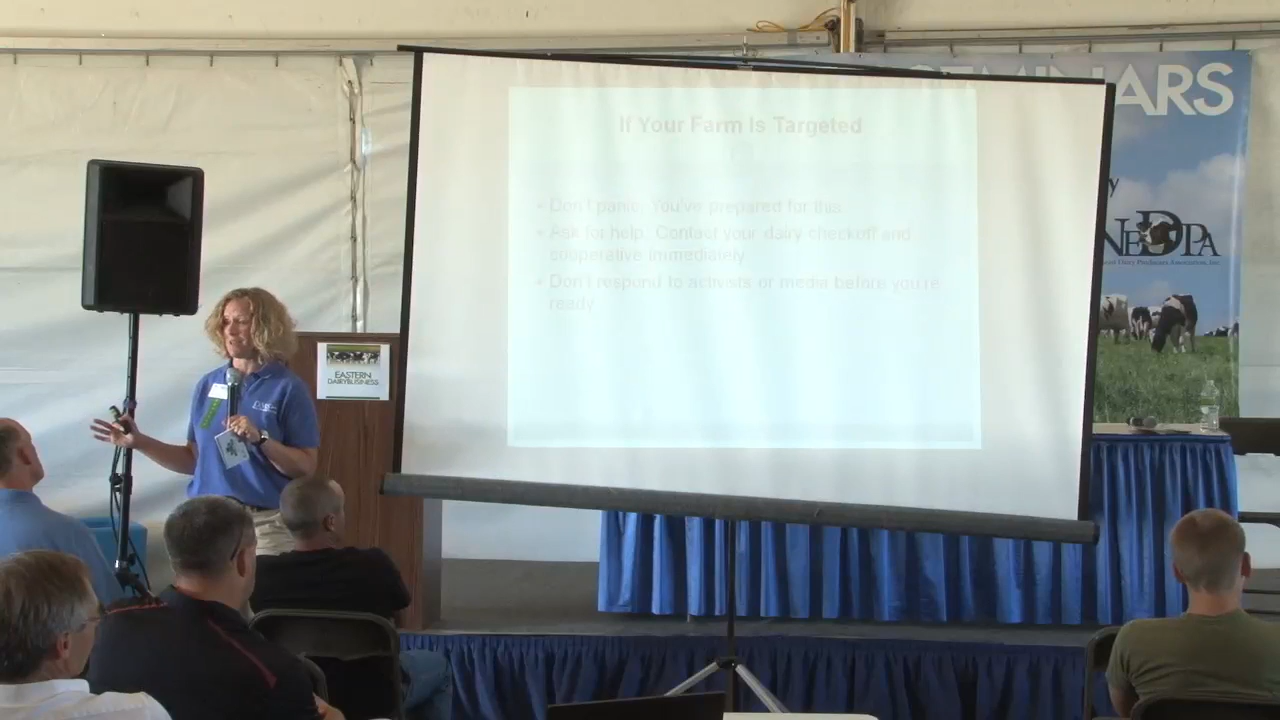 SEMINARS
If Your Farm Is Targeted
• Don't panic. You've prepared for this.
• Ask for help. Contact your dairy checkoff and
cooperative immediately.
• Don't respond to activists or media before you're
ready
NEDPA
EASTERN
DAIRYBUSINESS